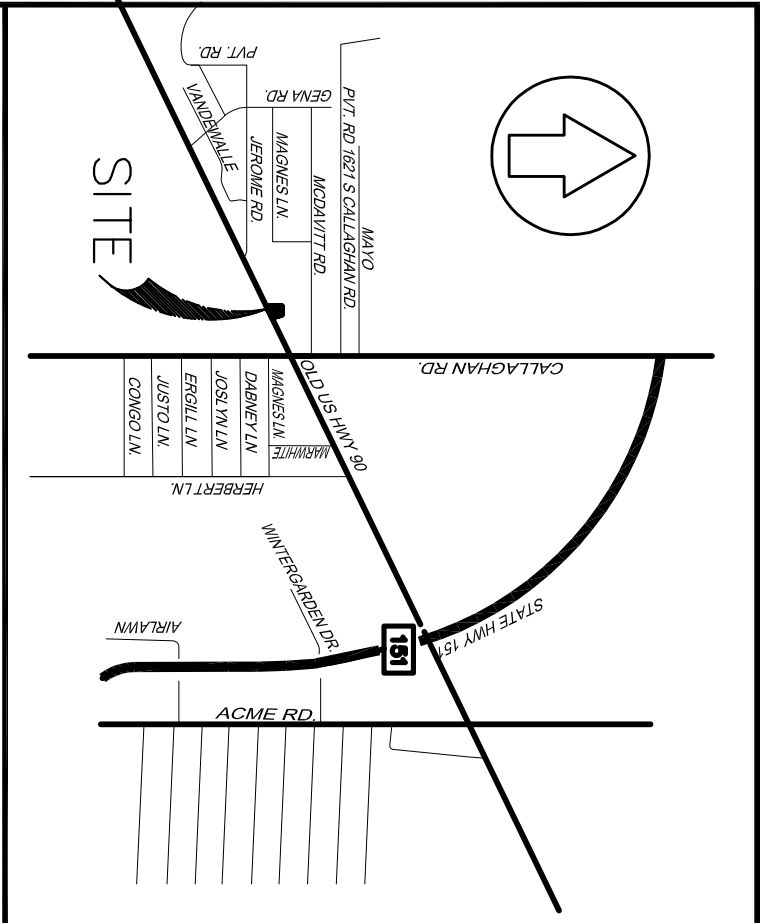 PVT. RD.
VANDEWALLE
GENA RD.
JEROME RD.
MAGNES LN.
MCDAVITT RD.
PVT. RD 1621 S CALLAGHAN RD.
MAYO
SITE
CALLAGHAN RD.
OLD US HWY 90
CONGO LN.
JUSTO LN.
ERGILL LN
JOSLYN LN
DABNEY LN
MAGNES LN.
MARWHITE
HERBERT LN.
WINTERGARDEN DR.
AIRLAWN
151
STATE HWY 151
ACME RD.